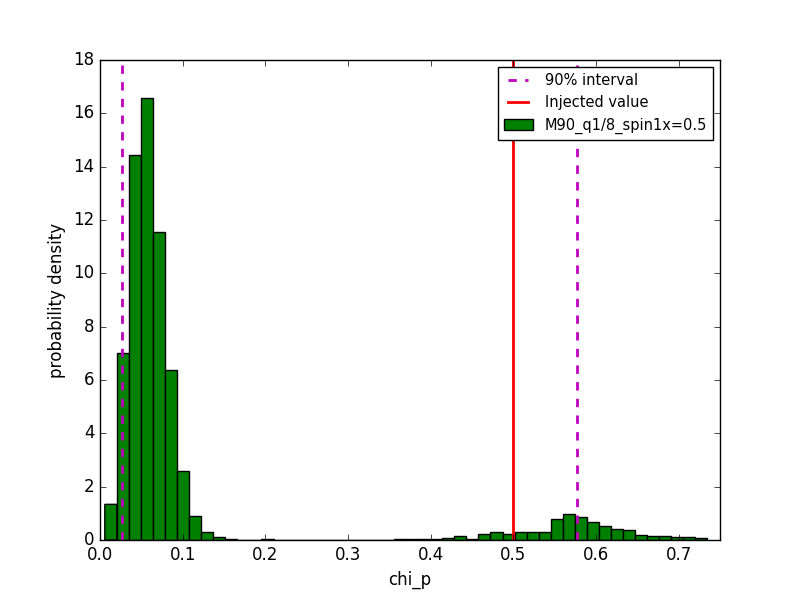 90% interval
Injected value
M90_q1/8_spin1x=0.5
probability density
18
16
14
12
10
8
6
4
2
0
0.0 0.1 0.2 0.3 0.4 0.5 0.6 0.7
chi_p